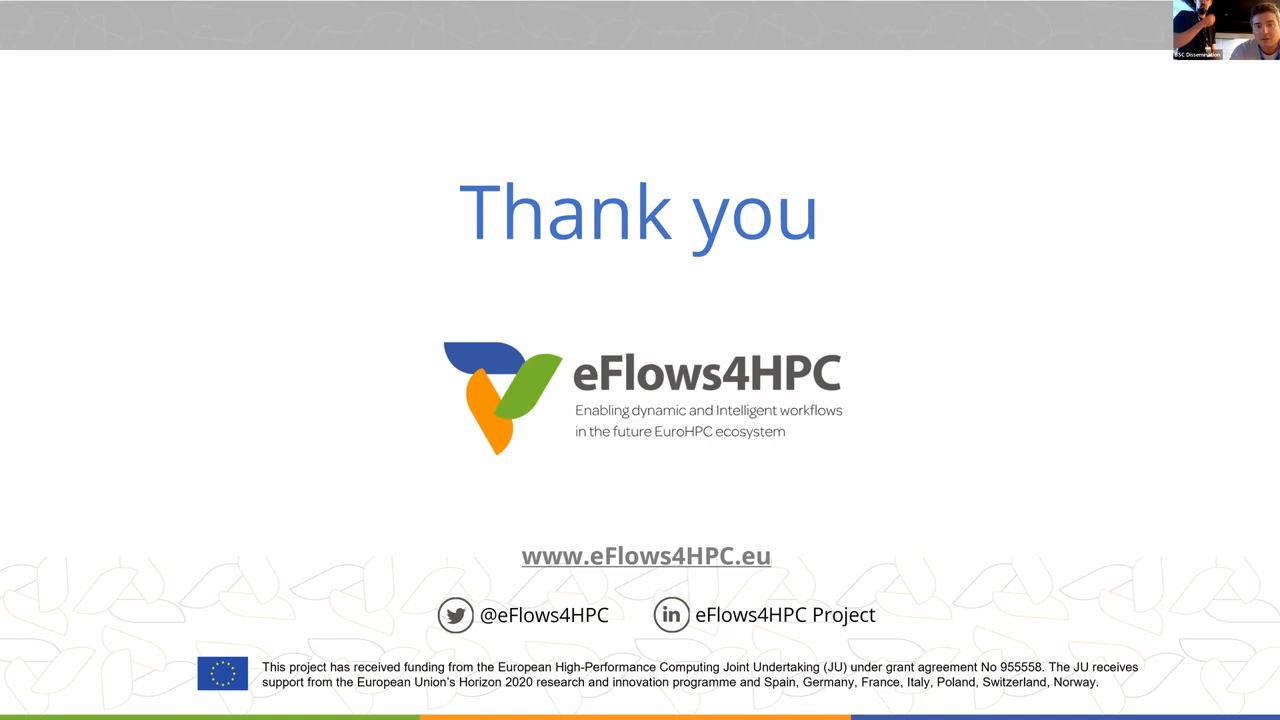 BSC Dissemination
Thank you
eFlows4HPC
Enabling dynamic and Intelligent workflows
in the future EuroHPC ecosystem
www.eFlows4HPC.eu
@eFlows4HPC
eFlows4HPC Project
This project has received funding from the European High-Performance Computing Joint Undertaking (JU) under grant agreement No 955558. The JU receives
support from the European Union’s Horizon 2020 research and innovation programme and Spain, Germany, France, Italy, Poland, Switzerland, Norway.